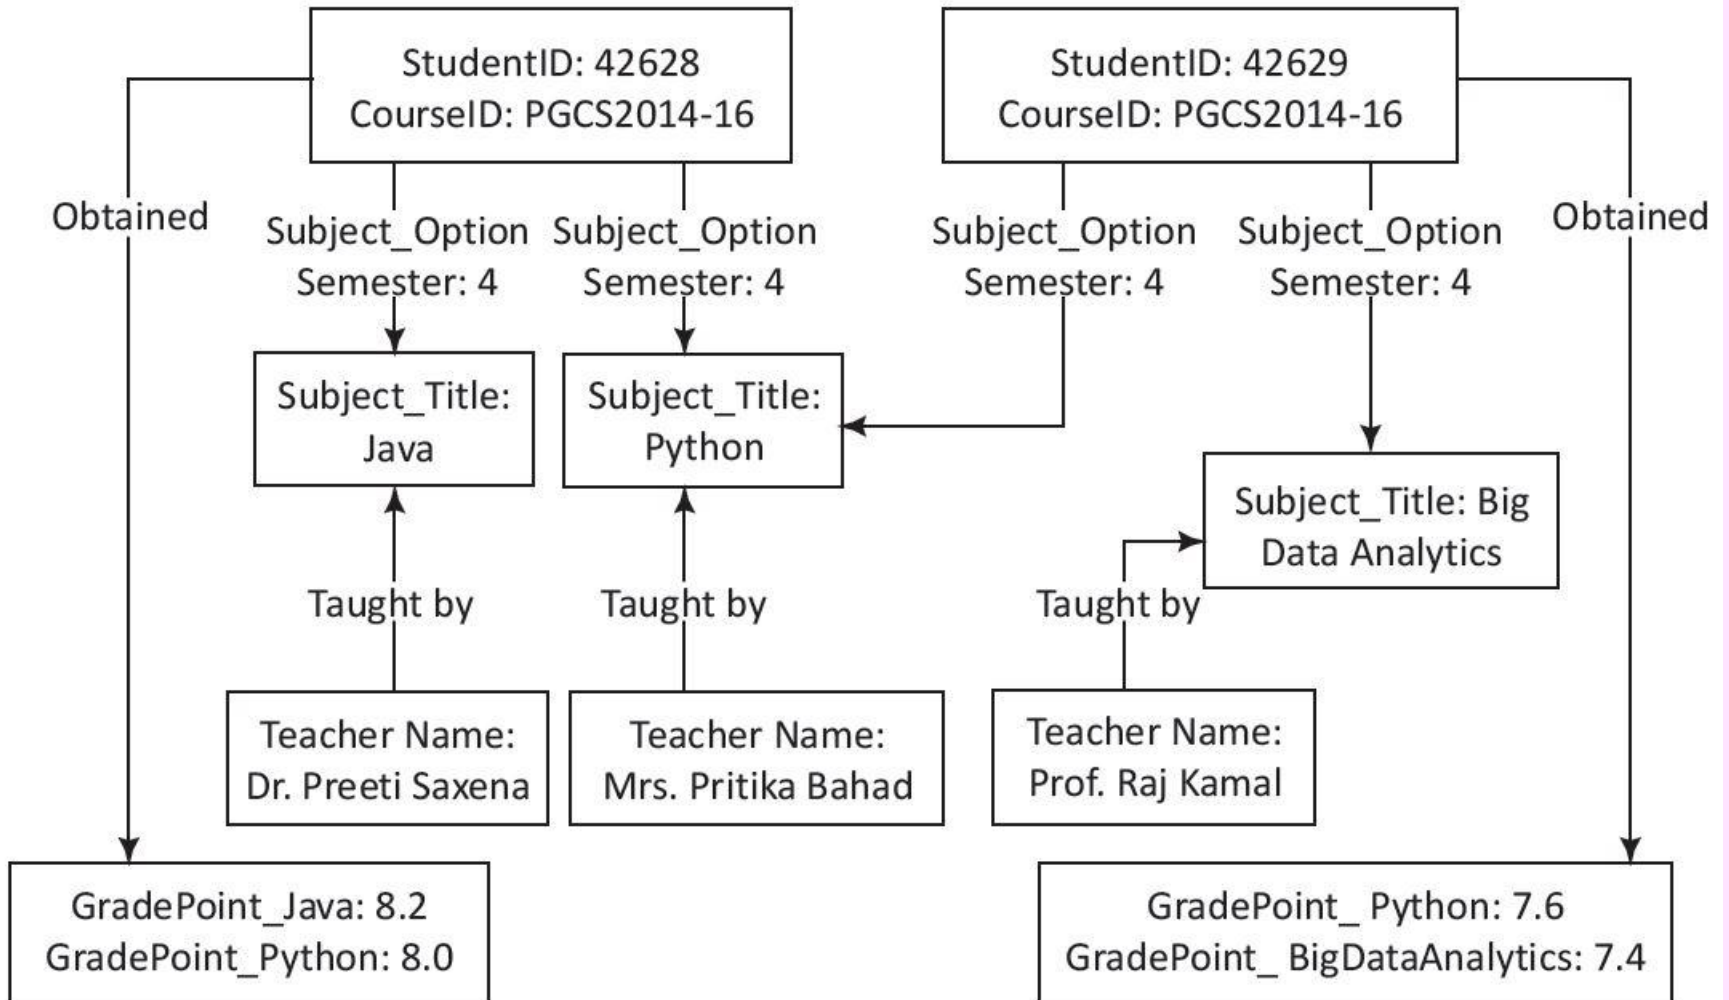 StudentID: 42628
CourseID: PGCS2014-16
StudentID: 42629
CourseID: PGCS2014-16
Obtained
Subject_Option
Semester: 4
Subject_Option
Semester: 4
Subject_Option
Semester: 4
Subject_Option
Semester: 4
Obtained
Subject_Title:
Java
Subject_Title:
Python
Subject_Title: Big
Data Analytics
Taught by
Taught by
Taught by
Teacher Name:
Dr. Preeti Saxena
Teacher Name:
Mrs. Pritika Bahad
Teacher Name:
Prof. Raj Kamal
GradePoint_Java: 8.2
GradePoint_Python: 8.0
GradePoint_ Python: 7.6
GradePoint_ BigDataAnalytics: 7.4